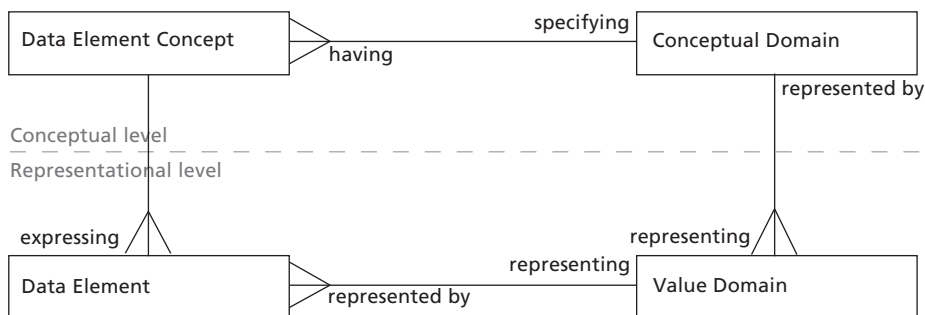 specifying
Data Element Concept
Conceptual Domain
having
represented by
Conceptual level
Representational level
expressing
representing
representing
Data Element
Value Domain
represented by